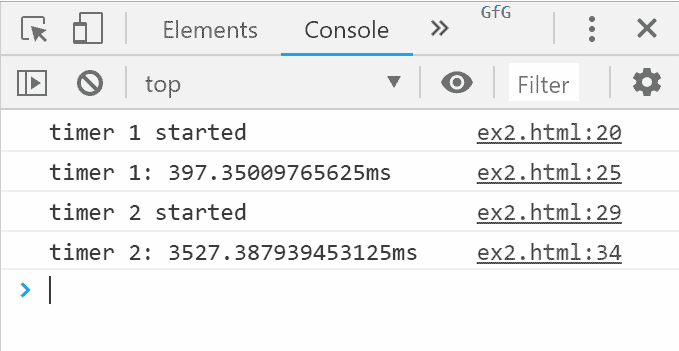 GfG
Elements Console
top Filter
timer 1 started ex2.html:20
timer 1: 397.35009765625ms ex2.html:25
timer 2 started ex2.html:29
timer 2: 3527.387939453125ms ex2.html:34